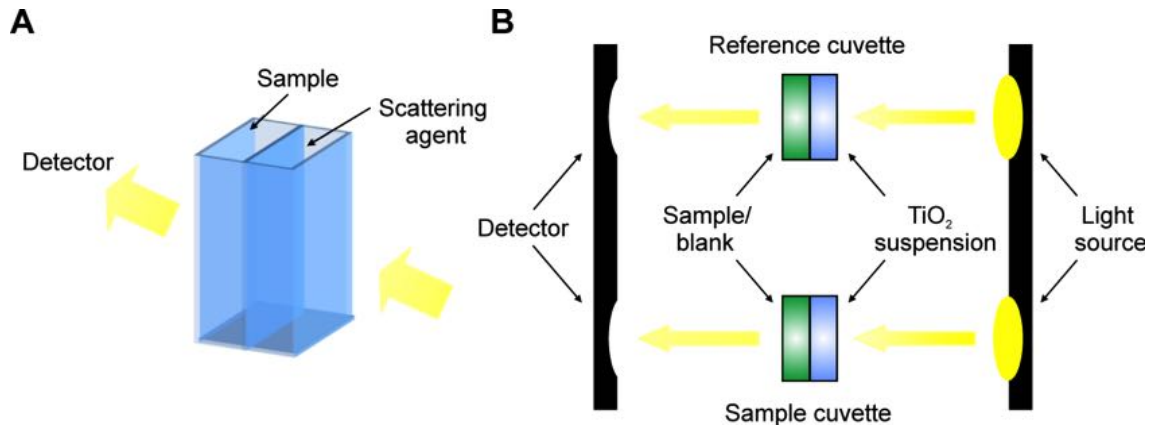 A
Sample
Scattering
agent
Detector
B
Reference cuvette
Detector
Sample/
blank
TiO₂
suspension
Light
source
Sample cuvette